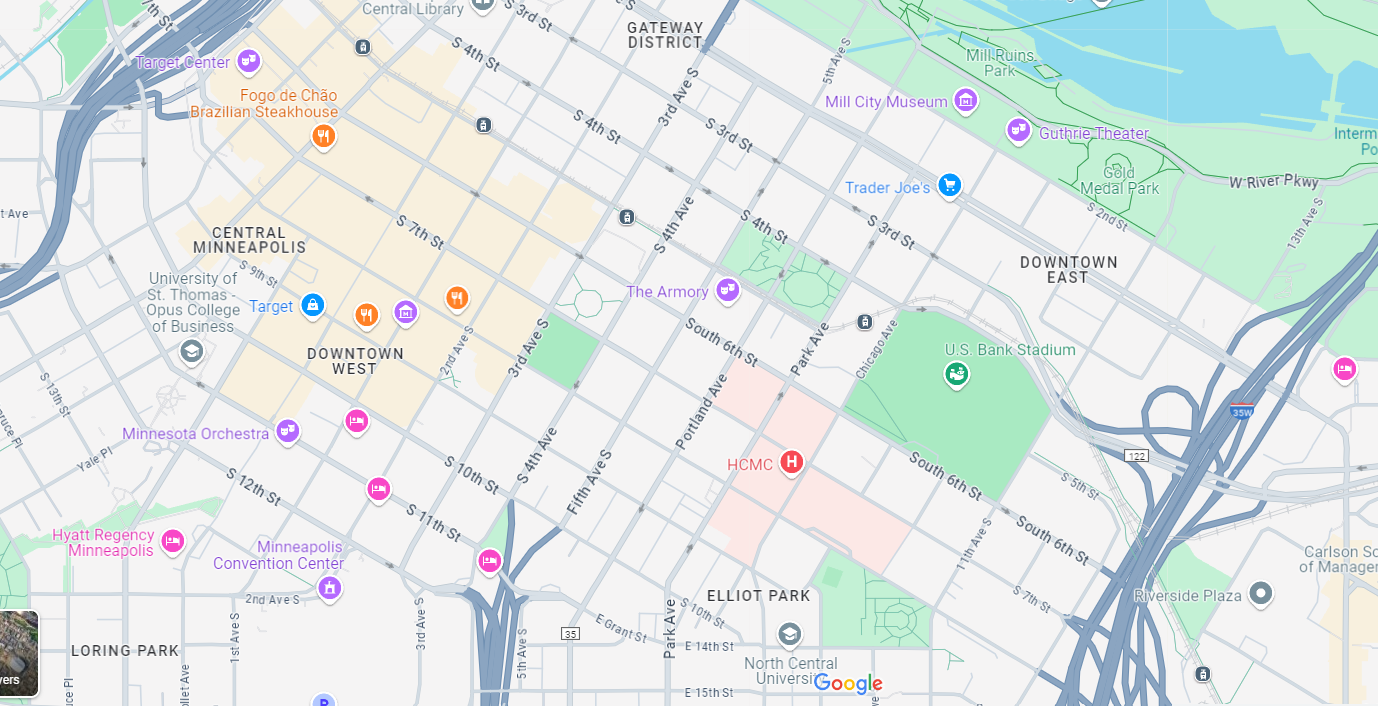 7th St
Central Library
S 3rd St
GATEWAY
DISTRICT
S 4th St
5th Ave S
Target Center
Mill Ruins
Park
3rd Ave S
Fogo de Chão
Brazilian Steakhouse
Mill City Museum
S 4th St
S 3rd St
Guthrie Theater
Gold
Medal Park
W River Pkwy
Trader Joe's
t Ave
S 7th St
S 4th Ave
S 4th St
S 3rd St
S 2nd St
13th Ave S
CENTRAL
MINNEAPOLIS
DOWNTOWN
EAST
S 9th St
University of
St. Thomas -
Opus College
of Business
Target
The Armory
South 6th St
Park Ave
Chicago Ave
U.S. Bank Stadium
DOWNTOWN
WEST
2nd Ave S
3rd Ave S
S 13th St
Portland Ave
35W
Minnesota Orchestra
Yale Pl
S 10th St
S 4th Ave
Fifth Ave S
HCMC
H
South 6th St
122
S 5th St
S 12th St
S 11th St
11th Ave S
South 6th St
Hyatt Regency
Minneapolis
Minneapolis
Convention Center
2nd Ave S
ELLIOT PARK
S 7th St
Riverside Plaza
Carlson Sc
of Manager
1st Ave S
3rd Ave S
5th Ave S
35
E Grant St
S 10th St
Park Ave
E 14th St
LORING PARK
North Central
University
Google
E 15th St
yers
ollet Ave